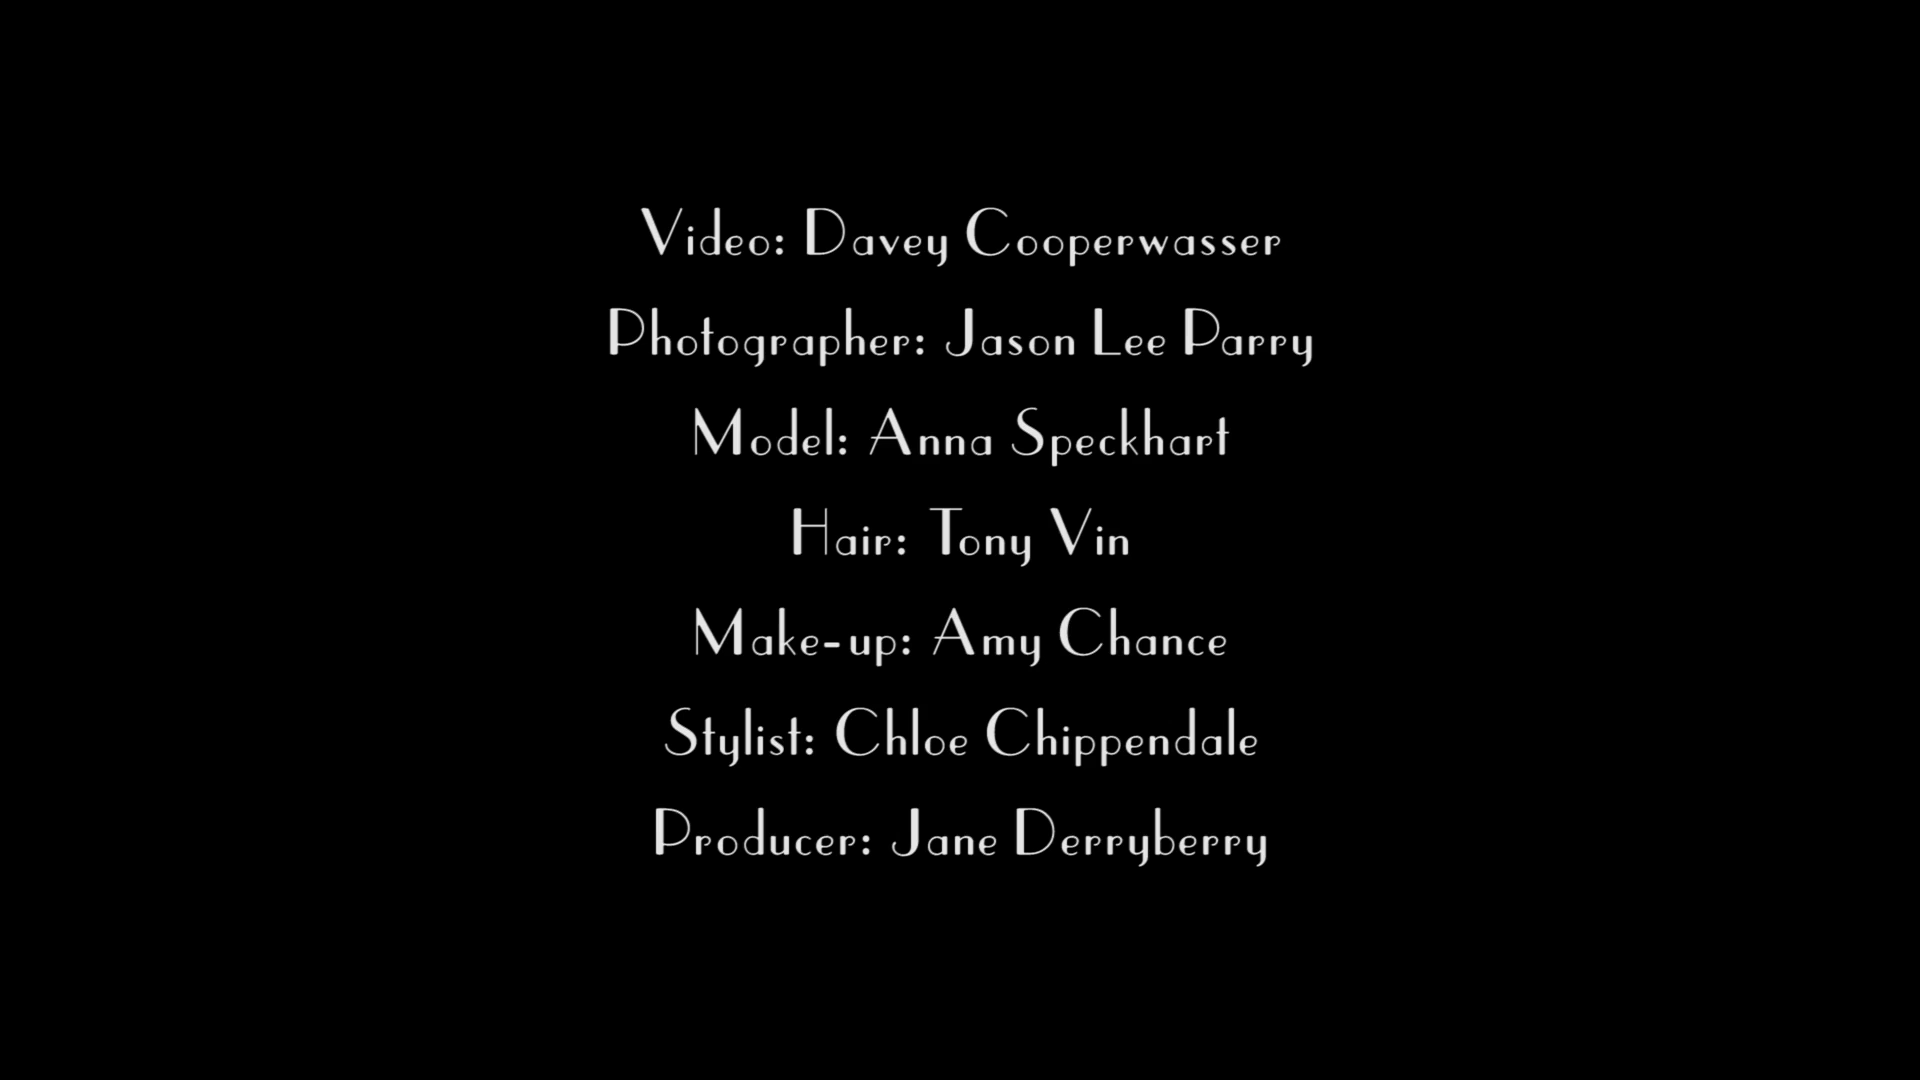 Video: Davey Cooperwasser
Photographer: Jason Lee Parry
Model: Anna Speckhart
Hair: Tony Vin
Make-up: Amy Chance
Stylist: Chloe Chippendale
Producer: Jane Derryberry